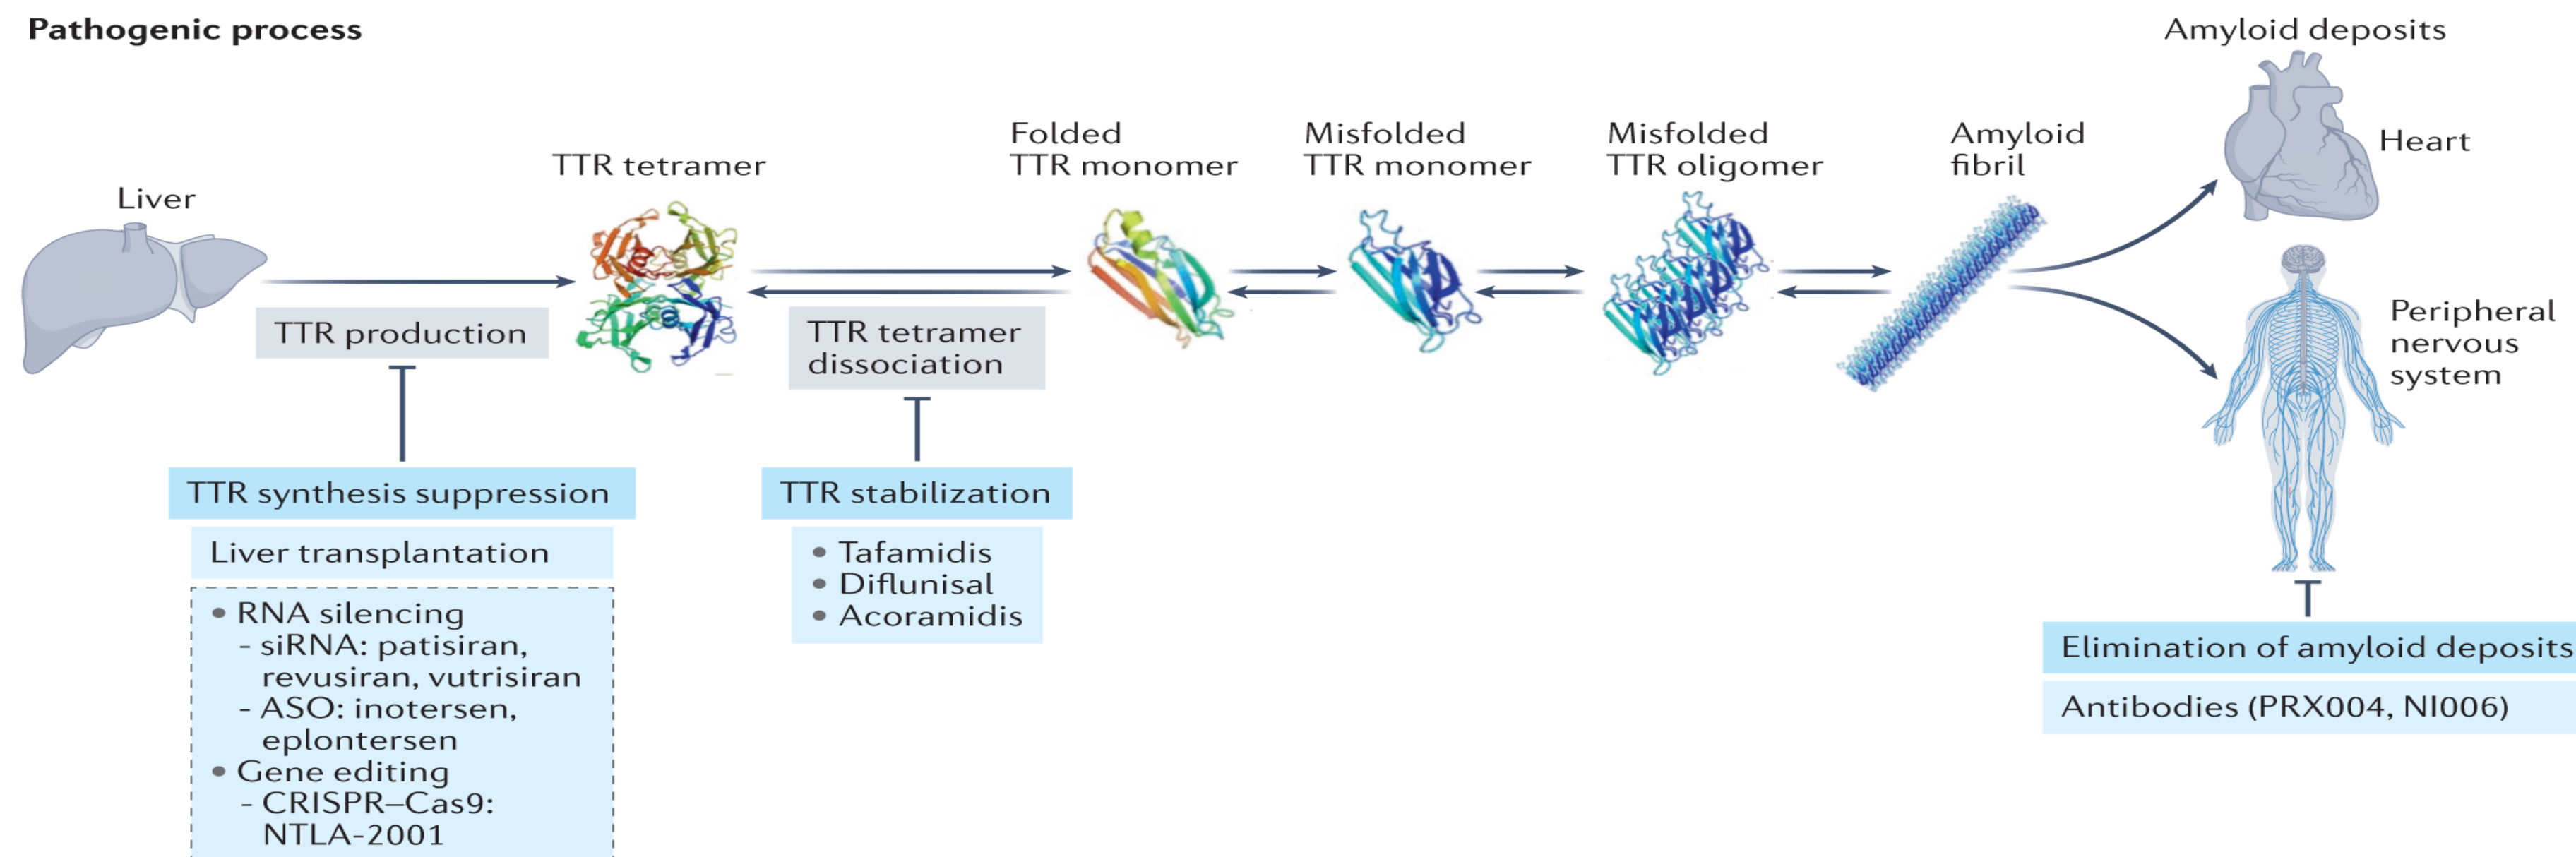 Pathogenic process
Liver
TTR production
TTR tetramer
TTR tetramer
dissociation
Folded
TTR monomer
Misfolded
TTR monomer
Misfolded
TTR oligomer
Amyloid
fibril
Amyloid deposits
Heart
Peripheral
nervous
system
TTR synthesis suppression
Liver transplantation
• RNA silencing
- siRNA: patisiran,
revusiran, vutrisiran
- ASO: inotersen,
eplontersen
• Gene editing
- CRISPR–Cas9:
NTLA-2001
TTR stabilization
• Tafamidis
• Diflunisal
• Acoramidis
Elimination of amyloid deposits
Antibodies (PRX004, NI006)